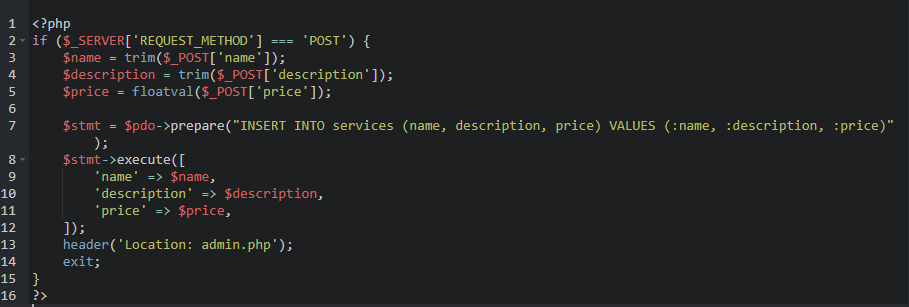 1 <?php
2 if ($_SERVER['REQUEST_METHOD'] === 'POST') {
3     $name = trim($_POST['name']);
4     $description = trim($_POST['description']);
5     $price = floatval($_POST['price']);
6
7     $stmt = $pdo->prepare("INSERT INTO services (name, description, price) VALUES (:name, :description, :price)"
        );
8     $stmt->execute([
9         'name' => $name,
10         'description' => $description,
11         'price' => $price,
12     ]);
13     header('Location: admin.php');
14     exit;
15 }
16 ?>